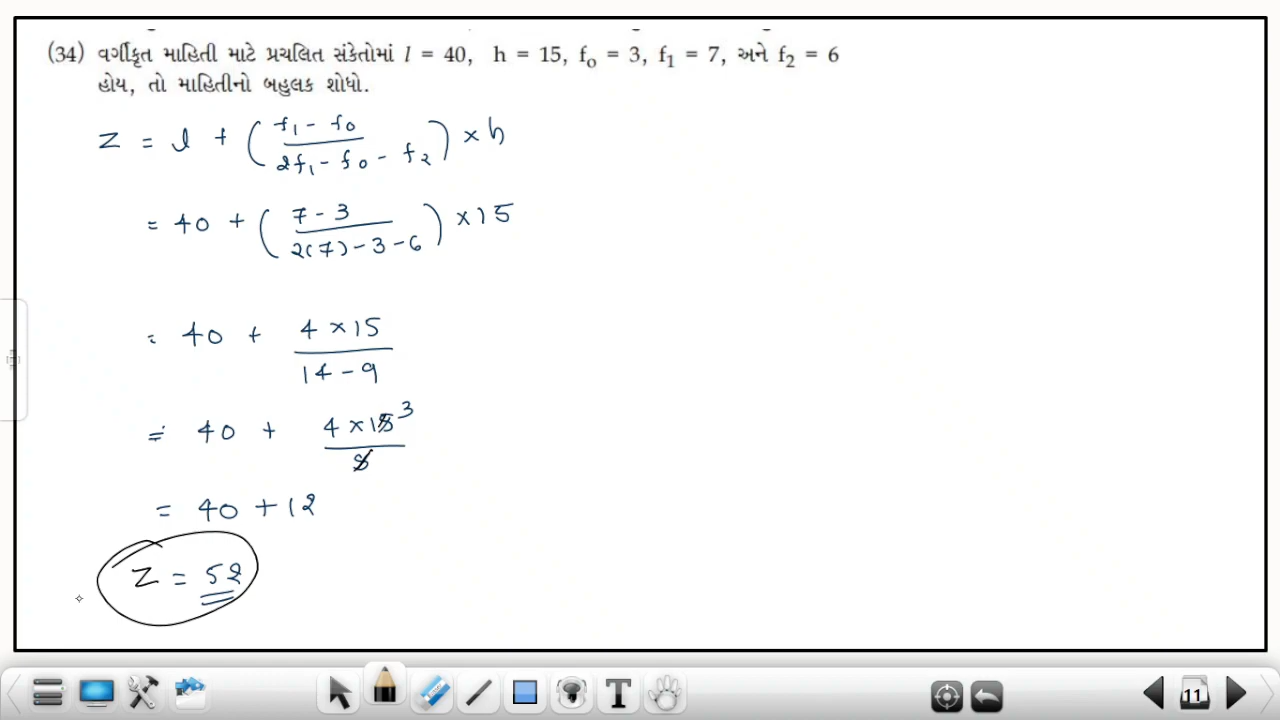 (34) વર્ગીકૃત માહિતી માટે પ્રચલિત સંકેતોમાં l = 40, h = 15, f₀ = 3, f₁ = 7, અને f₂ = 6
હોય, તો માહિતીનો બહુલક શોધો.
Z = l + (f₁ - f₀ / 2f₁ - f₀ - f₂) × h
= 40 + (7 - 3 / 2(7) - 3 - 6) × 15
= 40 + 4 × 15 / 14 - 9
= 40 + 4 × 15 3 / 5
= 40 + 12
Z = 52
T
11